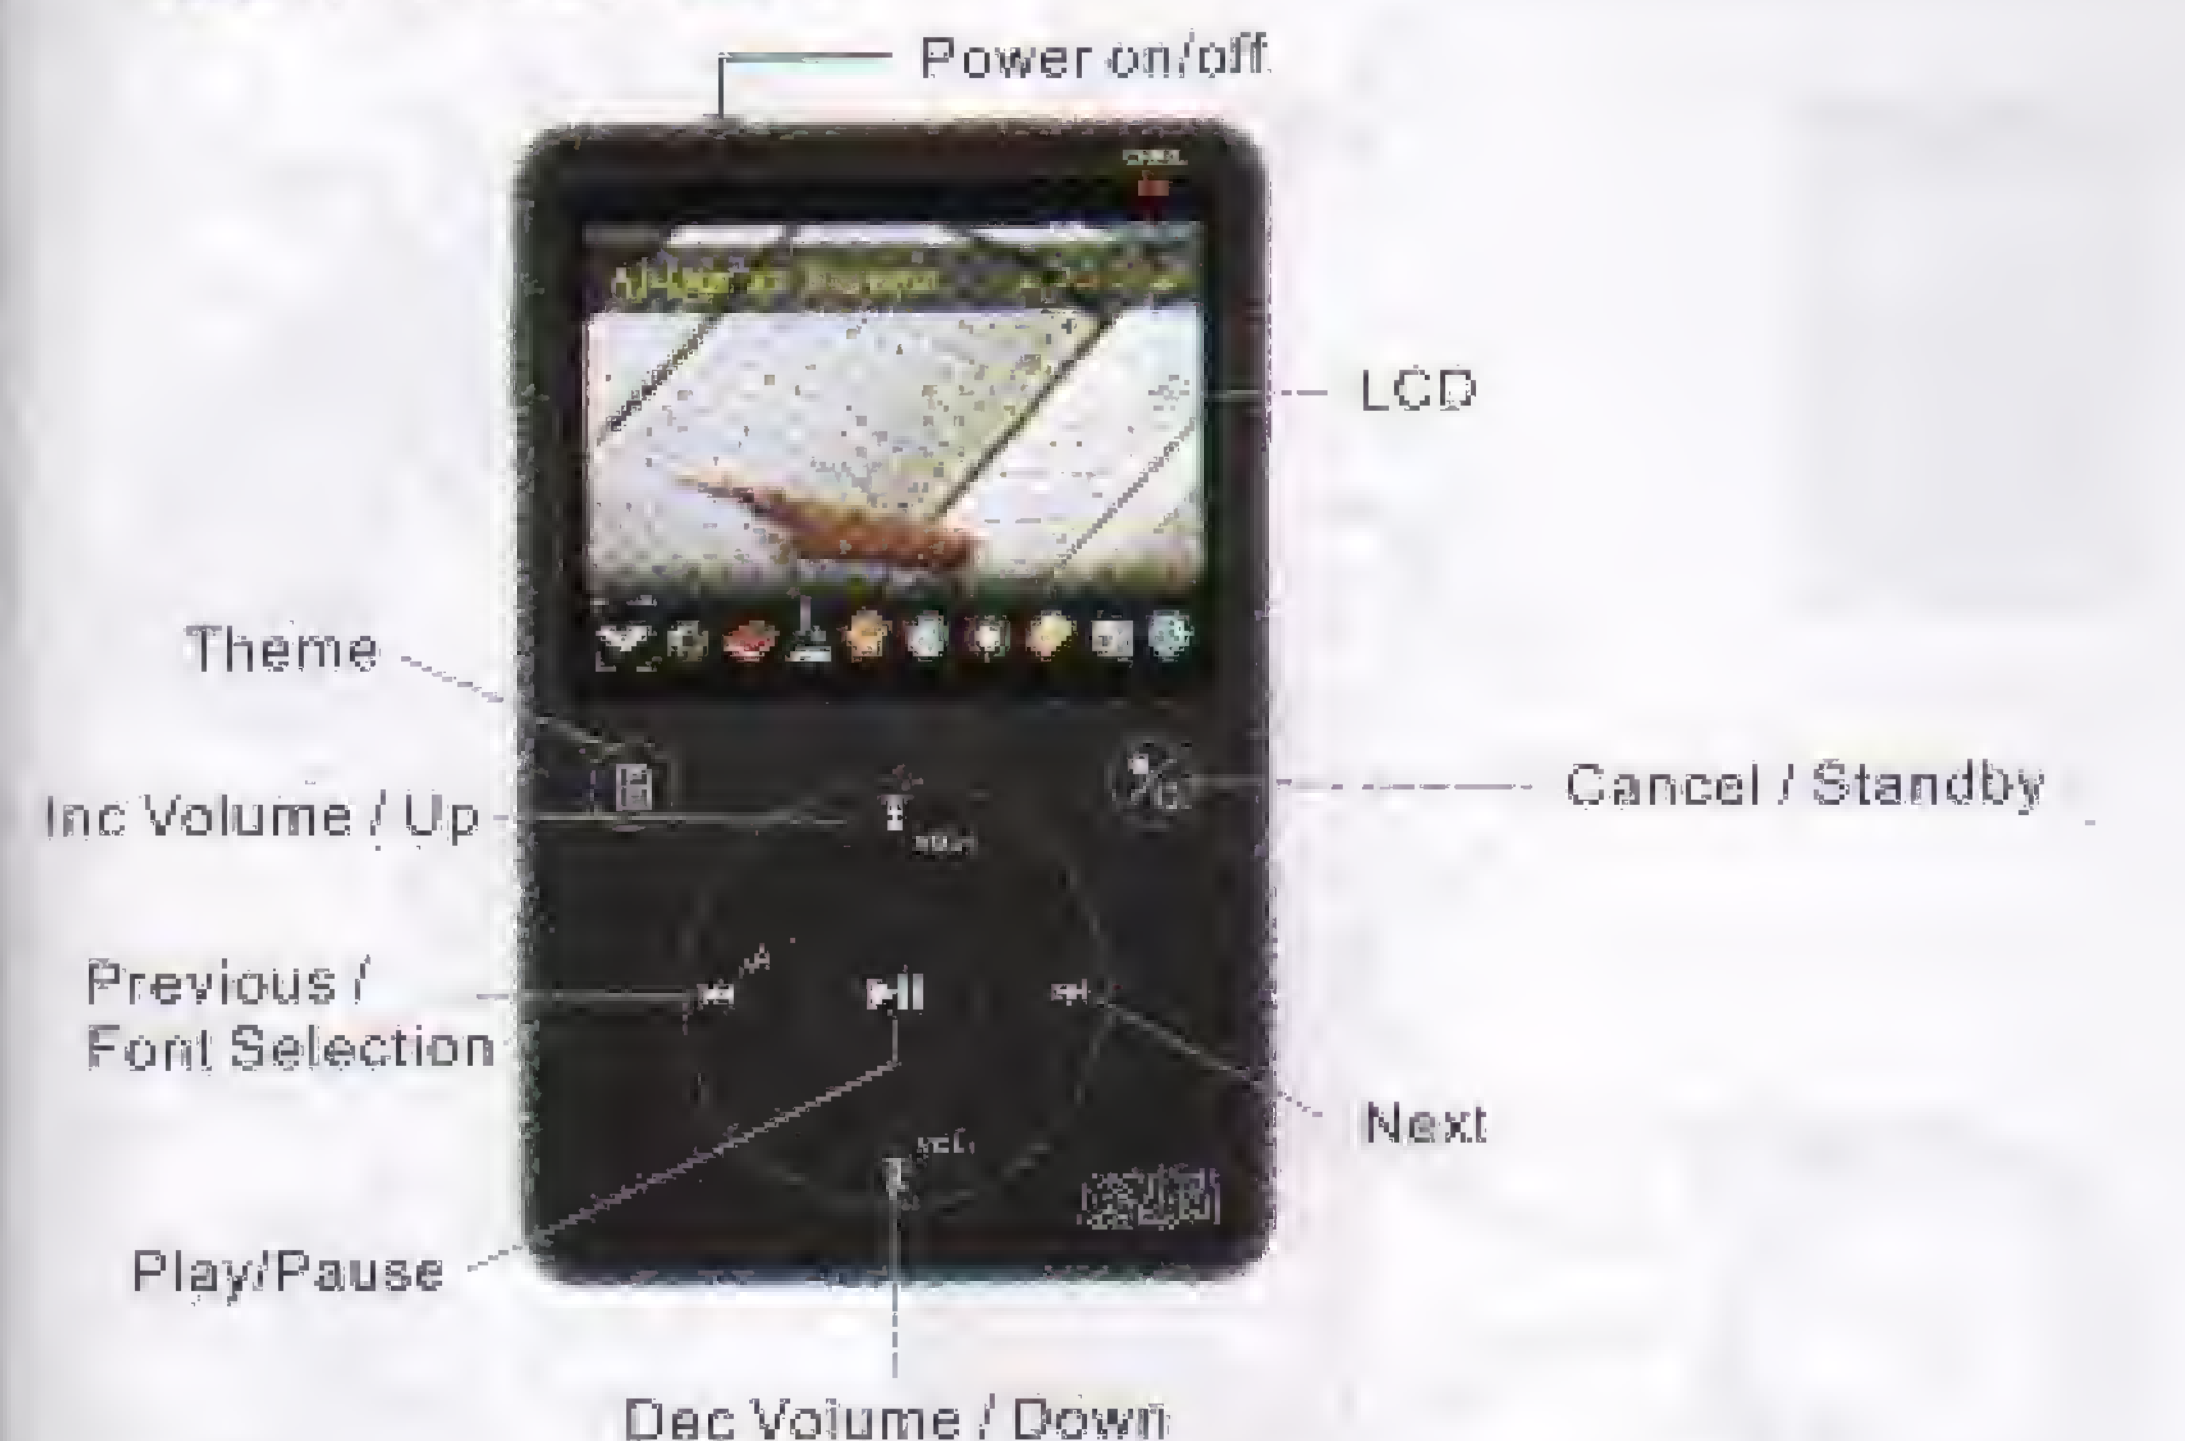 Power on/off
LCD
Theme
Inc Volume / Up
Cancel / Standby
Previous /
Font Selection
Next
Play/Pause
Dec Volume / Down